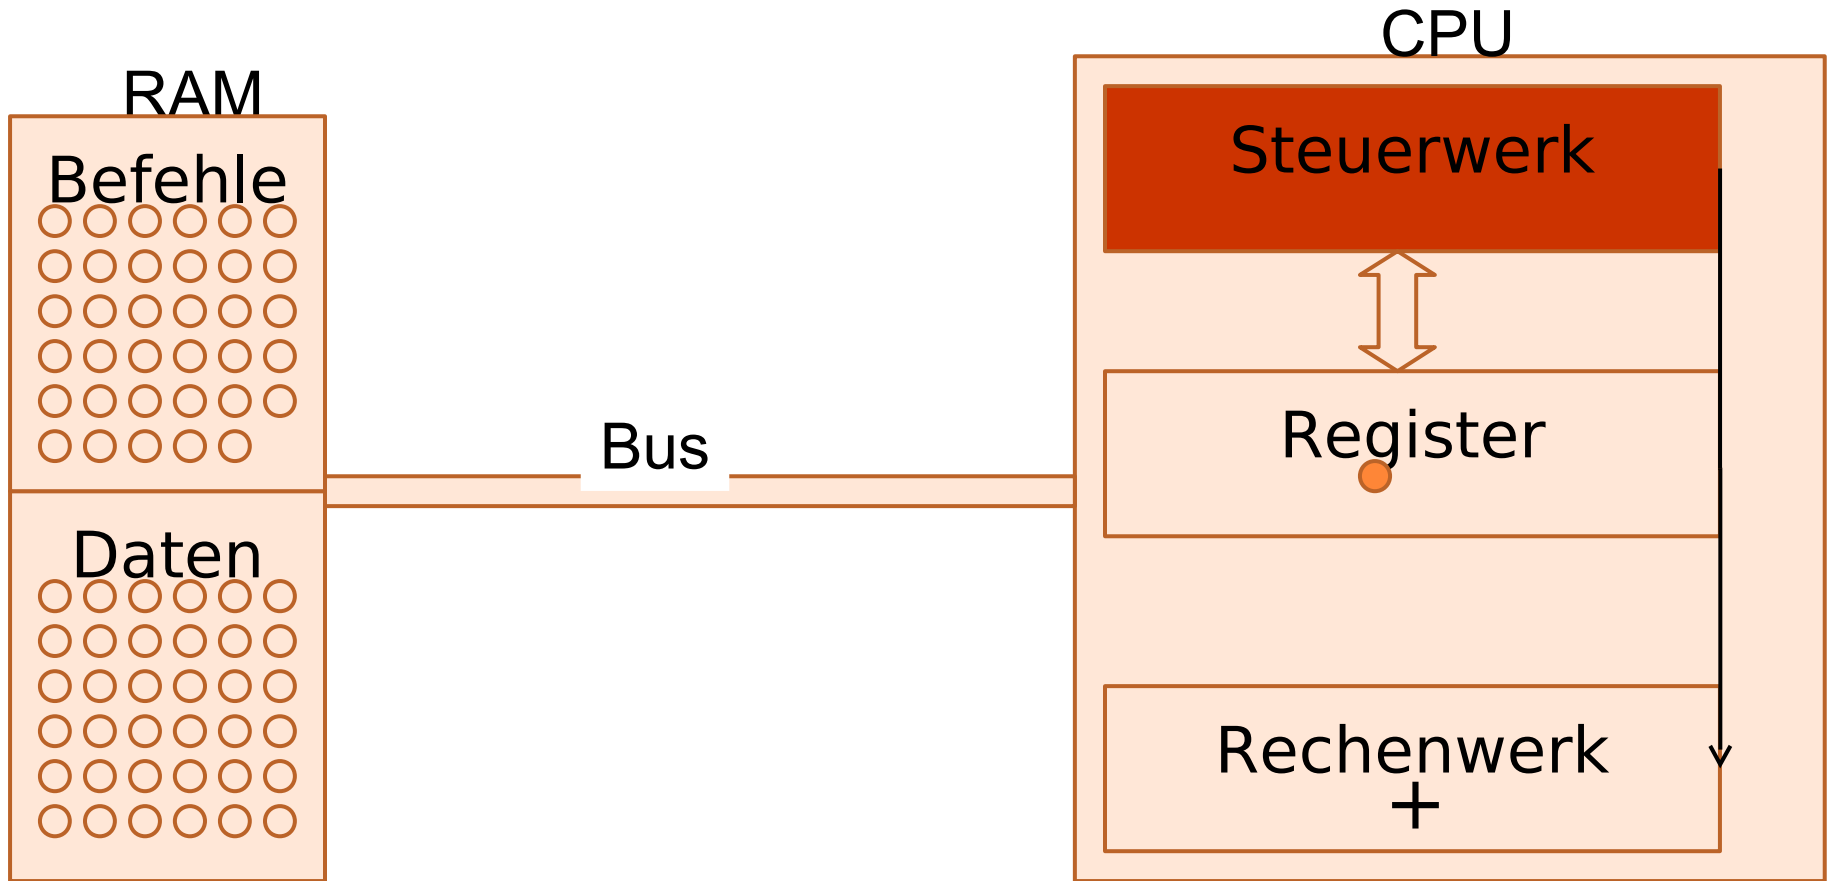 RAM
Befehle
Daten
Bus
CPU
Steuerwerk
Register
Rechenwerk
+